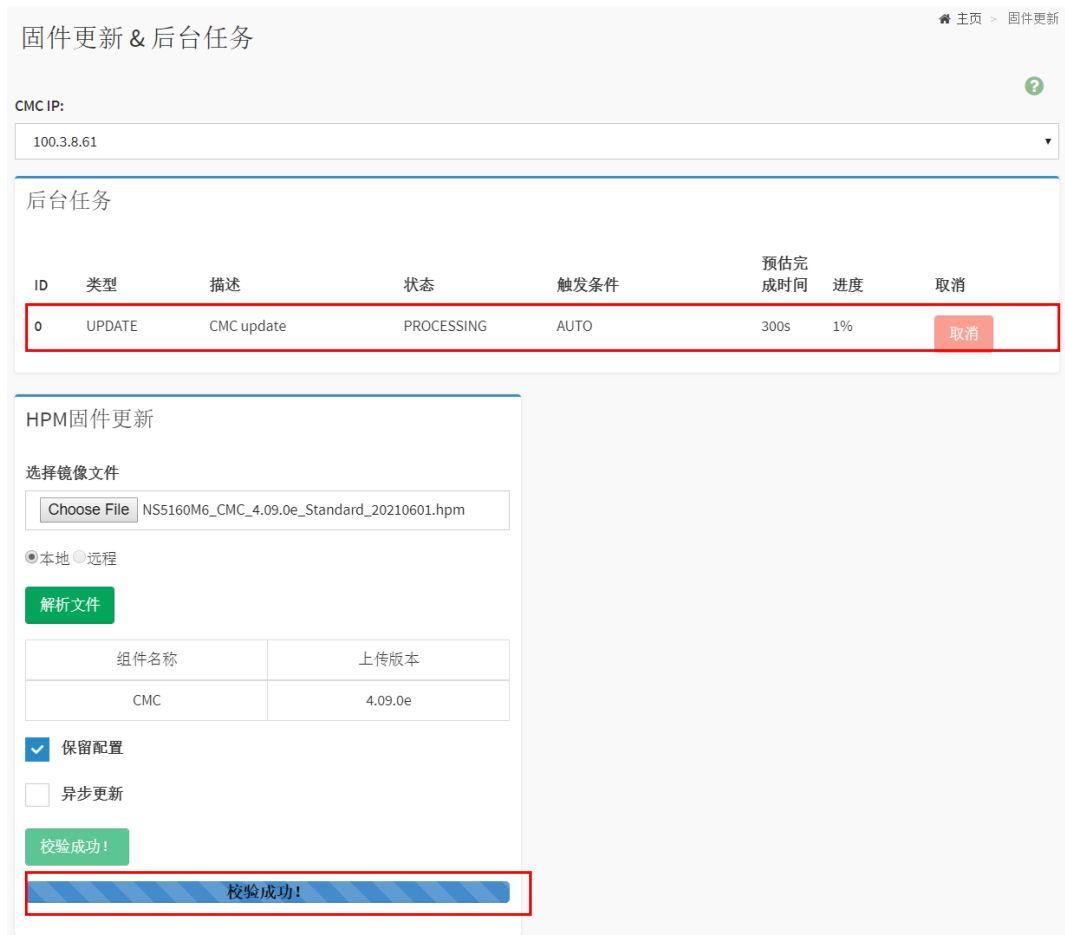 主页 > 固件更新
固件更新 & 后台任务
?
CMC IP:
100.3.8.61
后台任务
ID 类型 描述 状态 触发条件 预估完成时间 进度 取消
0 UPDATE CMC update PROCESSING AUTO 300s 1% 取消
HPM固件更新
选择镜像文件
Choose File NS5160M6_CMC_4.09.0e_Standard_20210601.hpm
本地 远程
解析文件
组件名称 上传版本
CMC 4.09.0e
保留配置
异步更新
校验成功!
校验成功!